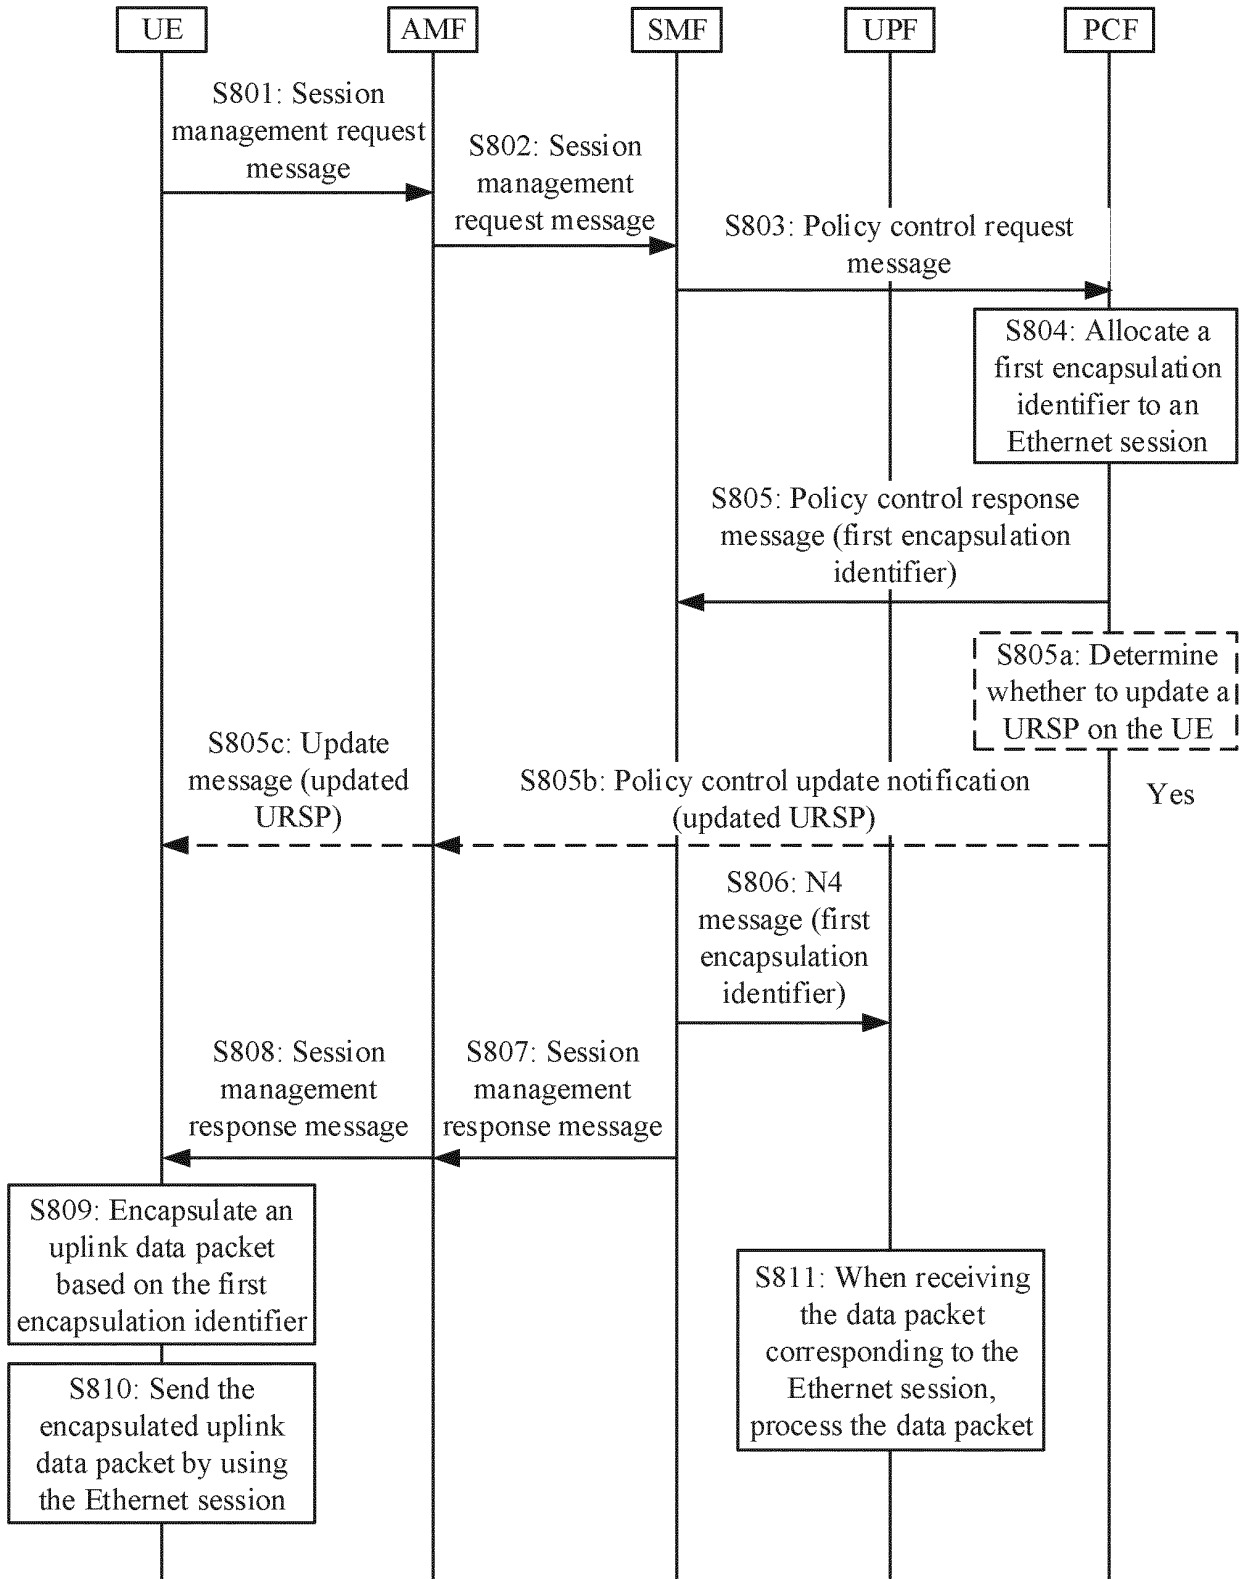 UE
AMF
SMF
UPF
PCF
S801: Session
management request
message
S802: Session
management
request message
S803: Policy control request
message
S804: Allocate a
first encapsulation
identifier to an
Ethernet session
S805: Policy control response
message (first encapsulation
identifier)
S805a: Determine
whether to update a
URSP on the UE
S805c: Update
message (updated
URSP)
S805b: Policy control update notification
(updated URSP)
Yes
S806: N4
message (first
encapsulation
identifier)
S808: Session
management
response message
S807: Session
management
response message
S809: Encapsulate an
uplink data packet
based on the first
encapsulation identifier
S811: When receiving
the data packet
corresponding to the
Ethernet session,
process the data packet
S810: Send the
encapsulated uplink
data packet by using
the Ethernet session